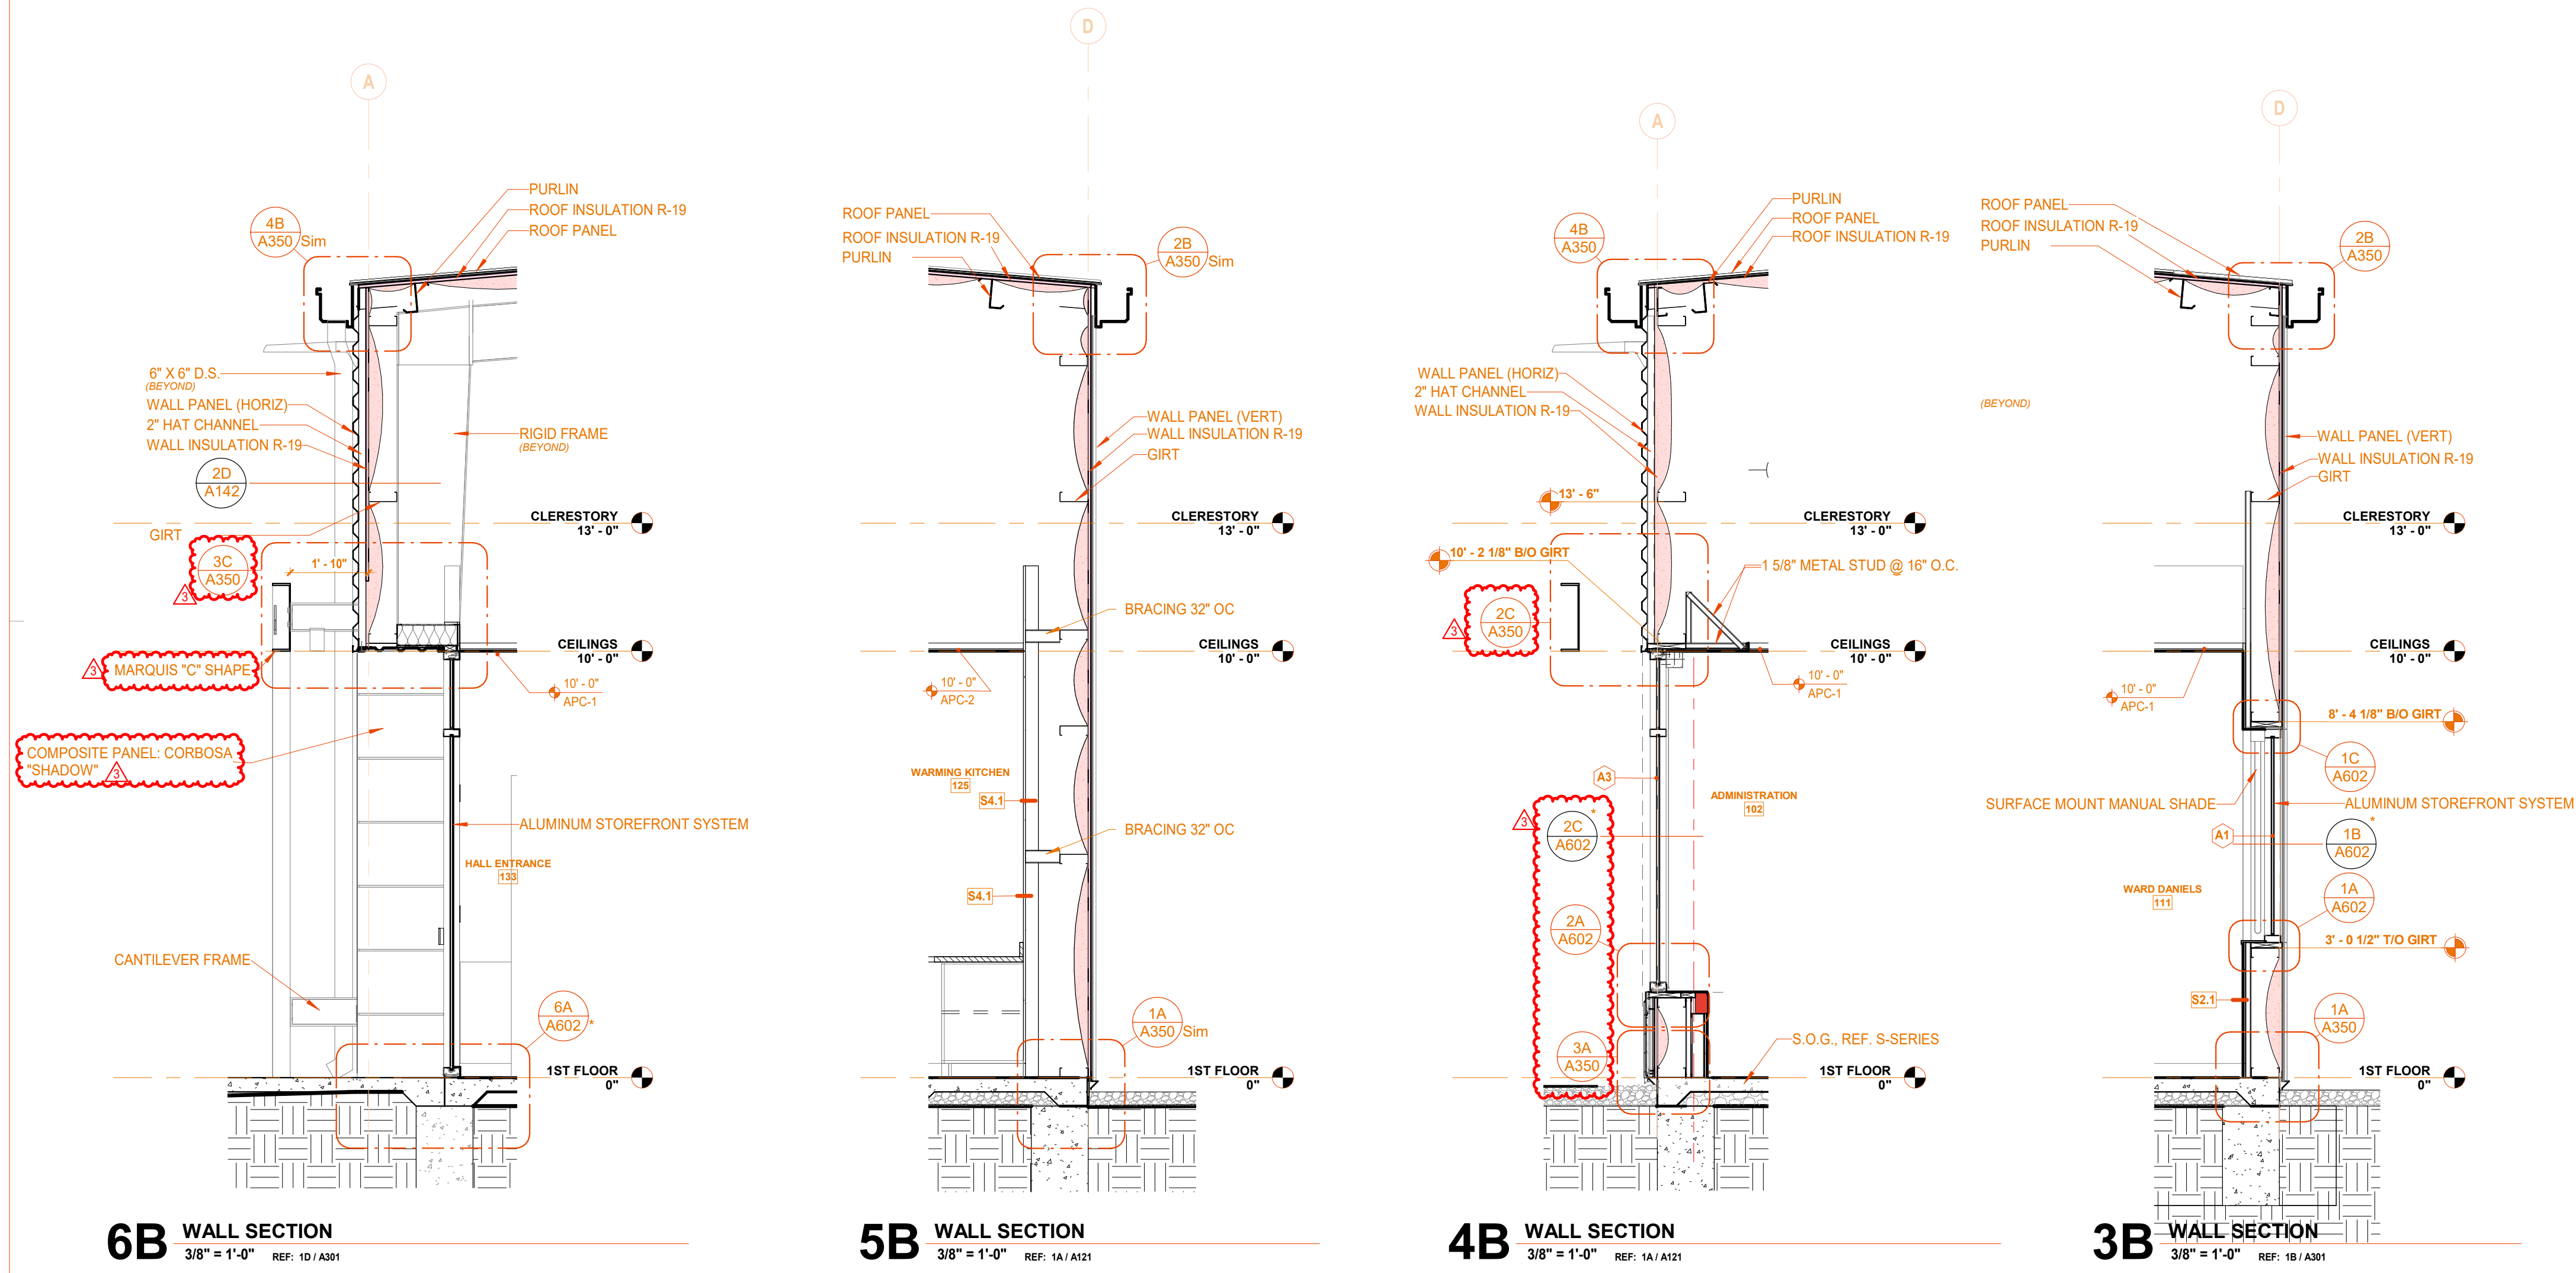 A
4B
A350 Sim
PURLIN
ROOF INSULATION R-19
ROOF PANEL
6" X 6" D.S.
(BEYOND)
WALL PANEL (HORIZ)
2" HAT CHANNEL
WALL INSULATION R-19
2D
A142
RIGID FRAME
(BEYOND)
GIRT
CLERESTORY
13' - 0"
3C
A350
3
1' - 10"
CEILINGS
10' - 0"
3
MARQUIS "C" SHAPE
10' - 0"
APC-1
COMPOSITE PANEL: CORBOSA
"SHADOW" 3
ALUMINUM STOREFRONT SYSTEM
HALL ENTRANCE
133
CANTILEVER FRAME
6A
A602 *
1ST FLOOR
0"
6B WALL SECTION
3/8" = 1'-0" REF: 1D / A301
D
ROOF PANEL
ROOF INSULATION R-19
PURLIN
2B
A350 Sim
WALL PANEL (VERT)
WALL INSULATION R-19
GIRT
CLERESTORY
13' - 0"
BRACING 32" OC
CEILINGS
10' - 0"
10' - 0"
APC-2
WARMING KITCHEN
125
S4.1
BRACING 32" OC
S4.1
1A
A350 Sim
1ST FLOOR
0"
5B WALL SECTION
3/8" = 1'-0" REF: 1A / A121
A
4B
A350
PURLIN
ROOF PANEL
ROOF INSULATION R-19
WALL PANEL (HORIZ)
2" HAT CHANNEL
WALL INSULATION R-19
13' - 6"
CLERESTORY
13' - 0"
10' - 2 1/8" B/O GIRT
1 5/8" METAL STUD @ 16" O.C.
2C
A350
3
CEILINGS
10' - 0"
10' - 0"
APC-1
A3
ADMINISTRATION
102
3
2C *
A602
2A
A602
3A
A350
S.O.G., REF. S-SERIES
1ST FLOOR
0"
4B WALL SECTION
3/8" = 1'-0" REF: 1A / A121
D
ROOF PANEL
ROOF INSULATION R-19
PURLIN
2B
A350
(BEYOND)
WALL PANEL (VERT)
WALL INSULATION R-19
GIRT
CLERESTORY
13' - 0"
CEILINGS
10' - 0"
10' - 0"
APC-1
8' - 4 1/8" B/O GIRT
1C
A602
SURFACE MOUNT MANUAL SHADE
ALUMINUM STOREFRONT SYSTEM
A1
1B *
A602
WARD DANIELS
111
1A
A602
3' - 0 1/2" T/O GIRT
S2.1
1A
A350
1ST FLOOR
0"
3B WALL SECTION
3/8" = 1'-0" REF: 1B / A301